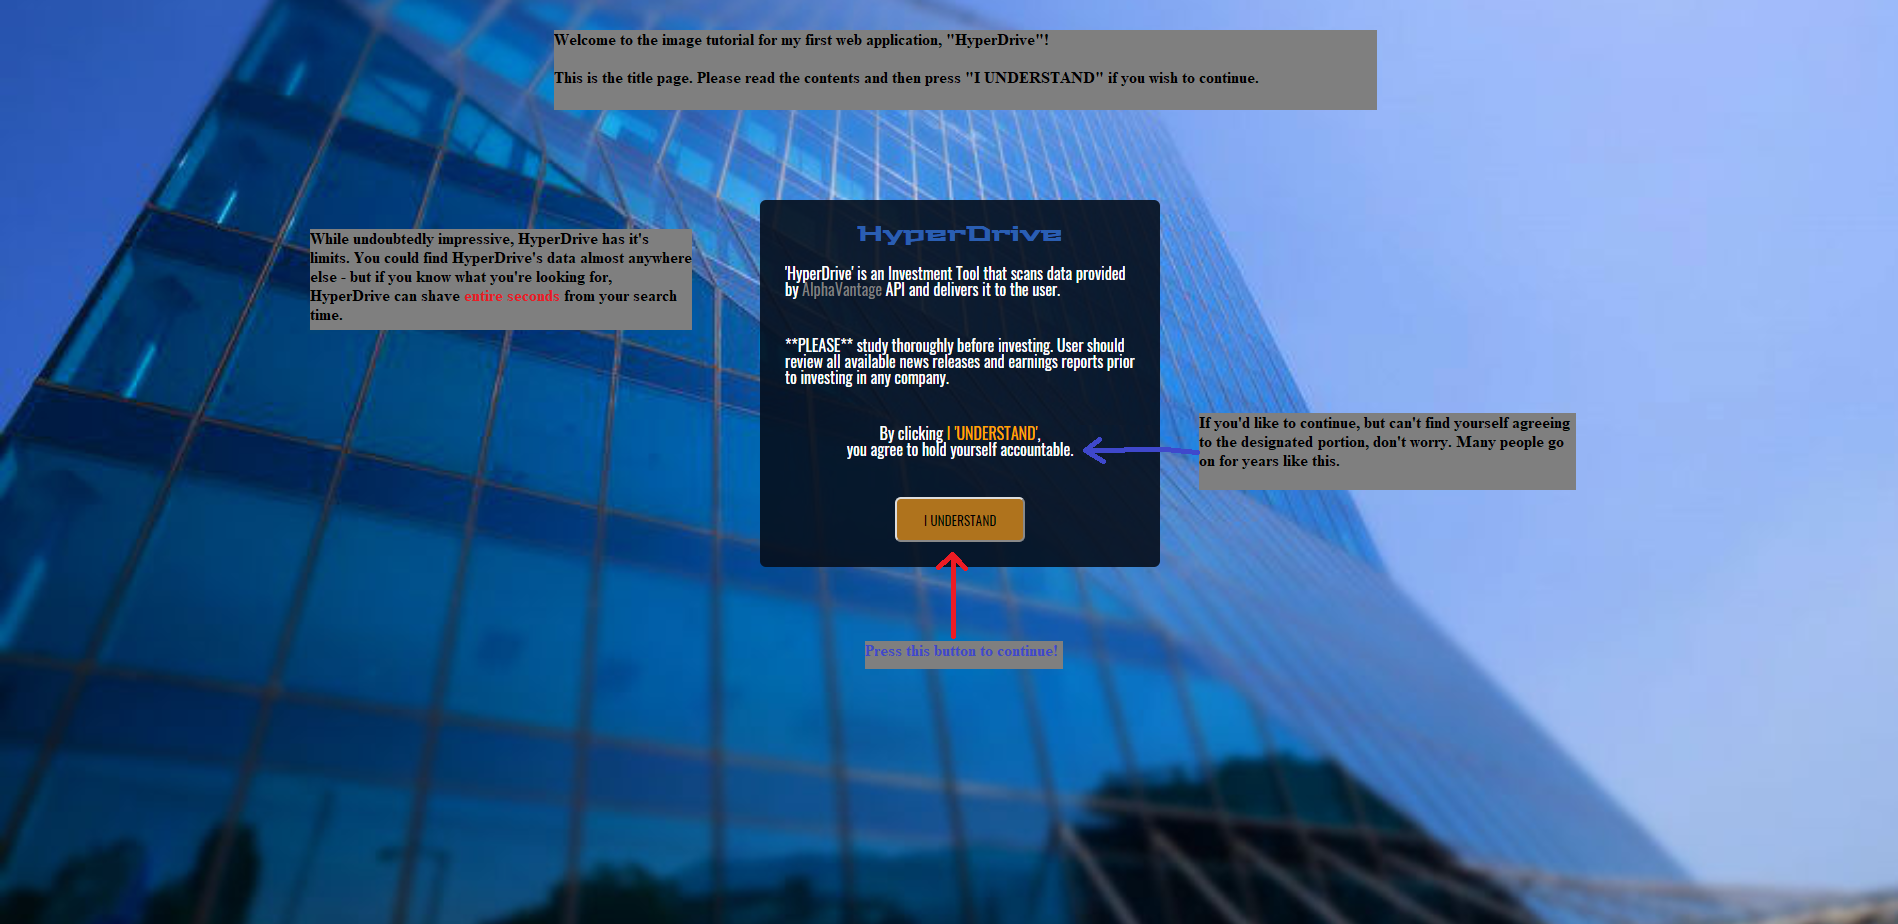 Welcome to the image tutorial for my first web application, "HyperDrive"!
This is the title page. Please read the contents and then press "I UNDERSTAND" if you wish to continue.
HyperDrive
While undoubtedly impressive, HyperDrive has it's
limits. You could find HyperDrive's data almost anywhere
else - but if you know what you're looking for,
HyperDrive can shave entire seconds from your search
time.
'HyperDrive' is an Investment Tool that scans data provided
by AlphaVantage API and delivers it to the user.
**PLEASE** study thoroughly before investing. User should
review all available news releases and earnings reports prior
to investing in any company.
By clicking I 'UNDERSTAND',
you agree to hold yourself accountable.
If you'd like to continue, but can't find yourself agreeing
to the designated portion, don't worry. Many people go
on for years like this.
I UNDERSTAND
Press this button to continue!